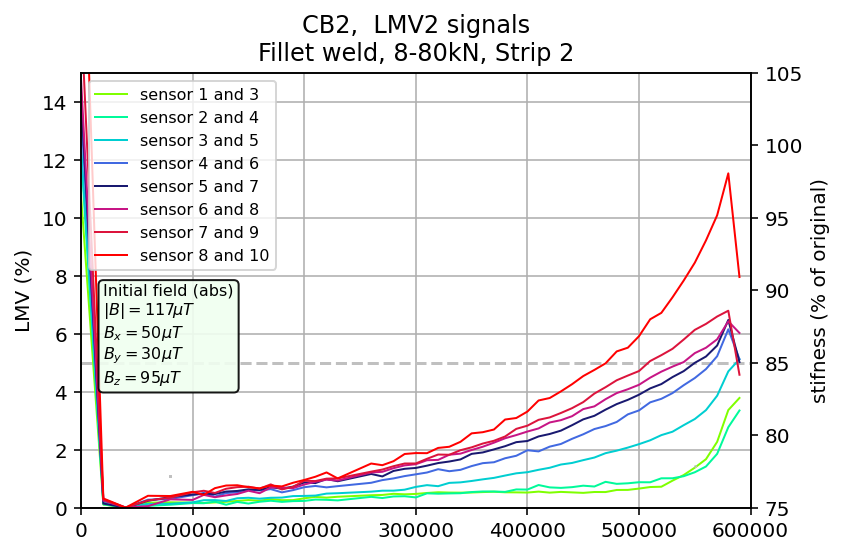 CB2,  LMV2 signals
Fillet weld, 8-80kN, Strip 2
LMV (%)
14
12
10
8
6
4
2
0
sensor 1 and 3
sensor 2 and 4
sensor 3 and 5
sensor 4 and 6
sensor 5 and 7
sensor 6 and 8
sensor 7 and 9
sensor 8 and 10
Initial field (abs)
|B| = 117μT
Bx = 50μT
By = 30μT
Bz = 95μT
105
100
95
90
85
80
75
stifness (% of original)
0
100000
200000
300000
400000
500000
600000